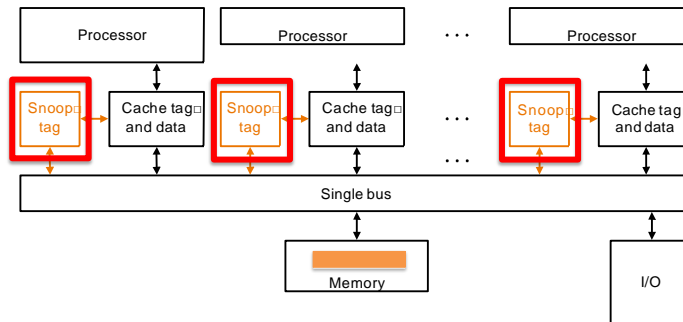 Processor
Processor
. . .
Processor
Snoop□
tag
Cache tag□
and data
Snoop□
tag
Cache tag□
and data
. . .
Snoop□
tag
Cache tag
and data
. . .
Single bus
Memory
I/O